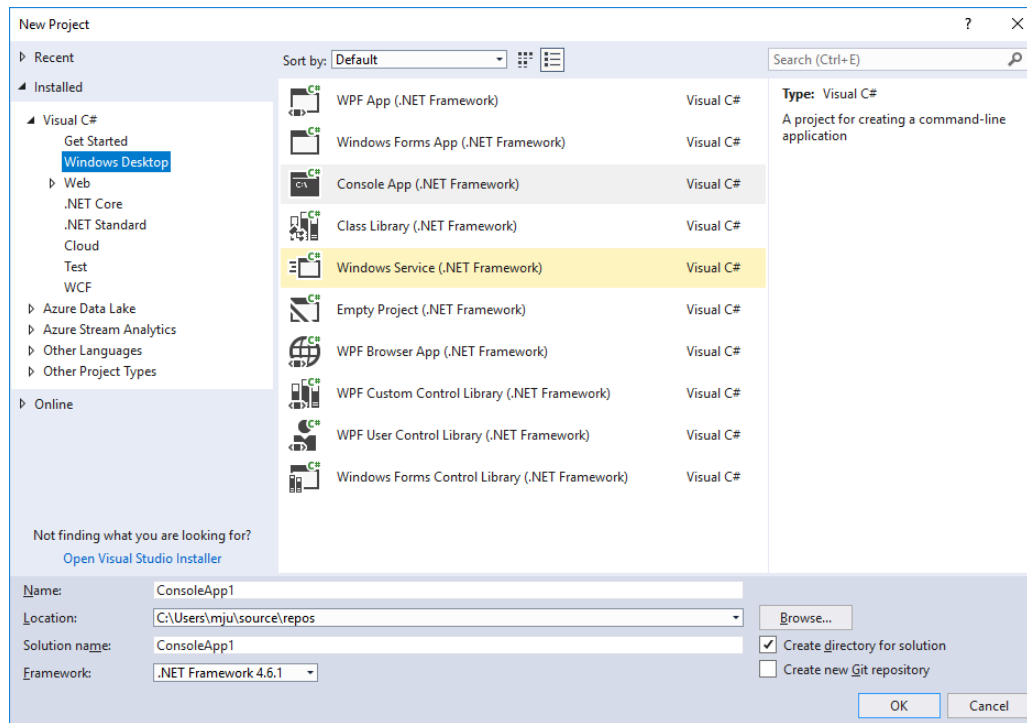 New Project
?
Recent
Installed
Visual C#
Get Started
Windows Desktop
Web
.NET Core
.NET Standard
Cloud
Test
WCF
Azure Data Lake
Azure Stream Analytics
Other Languages
Other Project Types
Online
Not finding what you are looking for?
Open Visual Studio Installer
Sort by: Default
C# WPF App (.NET Framework) Visual C#
C# Windows Forms App (.NET Framework) Visual C#
C# C:\ Console App (.NET Framework) Visual C#
C# Class Library (.NET Framework) Visual C#
C# Windows Service (.NET Framework) Visual C#
C# Empty Project (.NET Framework) Visual C#
C# WPF Browser App (.NET Framework) Visual C#
C# WPF Custom Control Library (.NET Framework) Visual C#
C# WPF User Control Library (.NET Framework) Visual C#
C# Windows Forms Control Library (.NET Framework) Visual C#
Search (Ctrl+E)
Type: Visual C#
A project for creating a command-line
application
Name: ConsoleApp1
Location: C:\Users\mju\source\repos Browse...
Solution name: ConsoleApp1 Create directory for solution
Framework: .NET Framework 4.6.1 Create new Git repository
OK Cancel